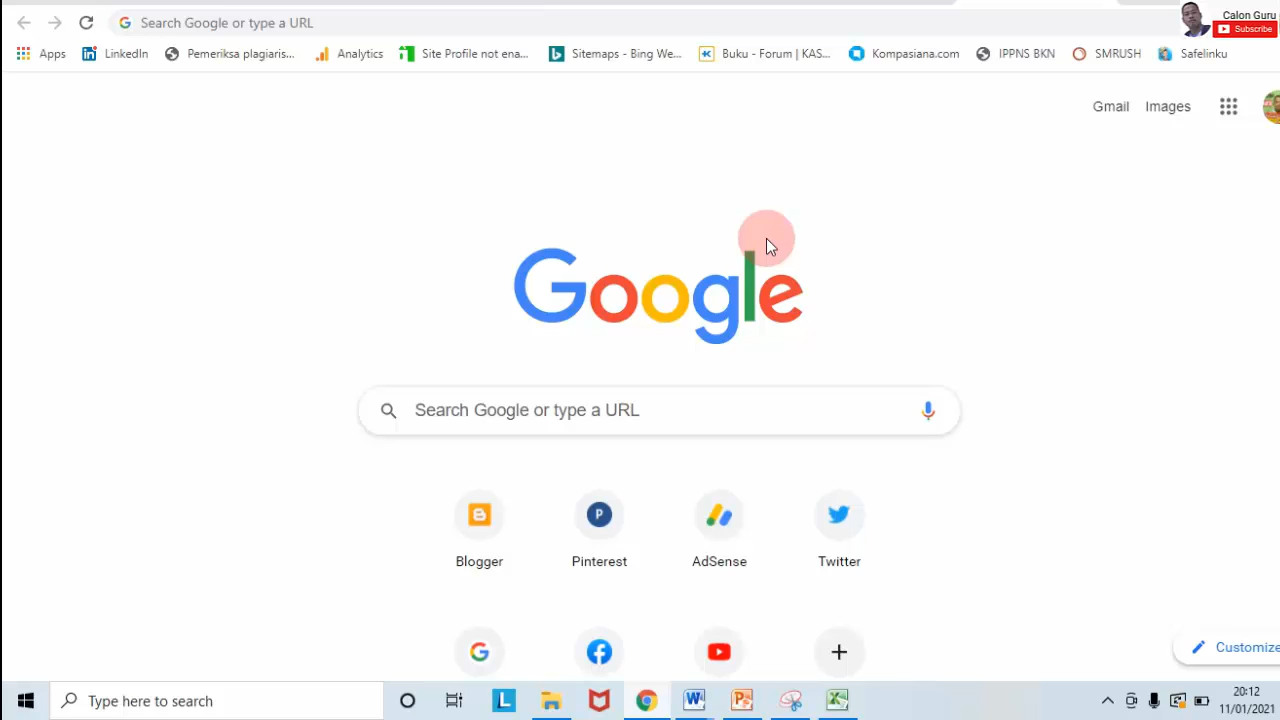 Search Google or type a URL
Calon Guru
Subscribe
Apps LinkedIn Pemeriksa plagiaris... Analytics Site Profile not ena... Sitemaps - Bing We... Buku - Forum | KAS... Kompasiana.com IPPNS BKN SMRUSH Safelinku
Gmail Images
Google
Search Google or type a URL
P
Blogger Pinterest AdSense Twitter
Customize
Type here to search
20:12
11/01/2021